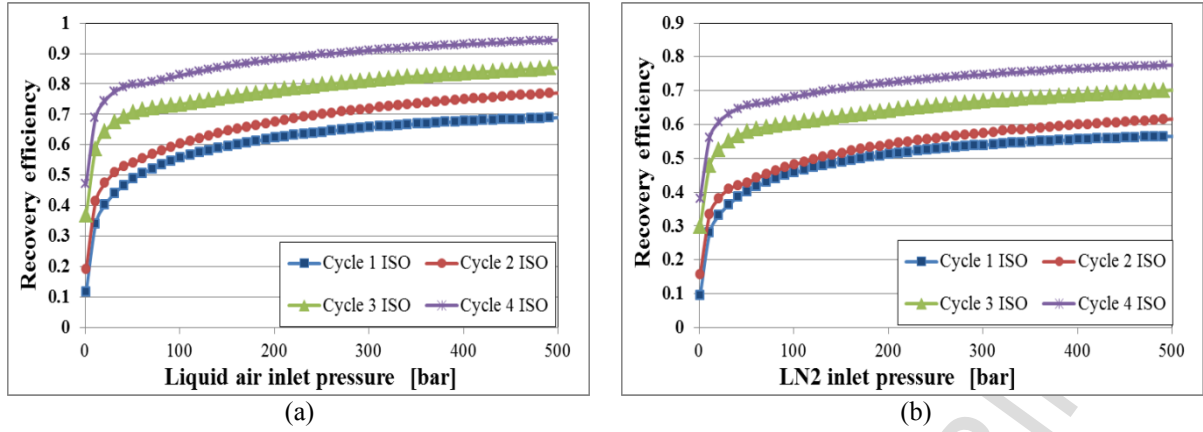 Recovery efficiency
1
0.9
0.8
0.7
0.6
0.5
0.4
0.3
0.2
0.1
0
Cycle 1 ISO Cycle 2 ISO
Cycle 3 ISO Cycle 4 ISO
0 100 200 300 400 500
Liquid air inlet pressure [bar]
(a)
Recovery efficiency
0.9
0.8
0.7
0.6
0.5
0.4
0.3
0.2
0.1
0
Cycle 1 ISO Cycle 2 ISO
Cycle 3 ISO Cycle 4 ISO
0 100 200 300 400 500
LN2 inlet pressure [bar]
(b)